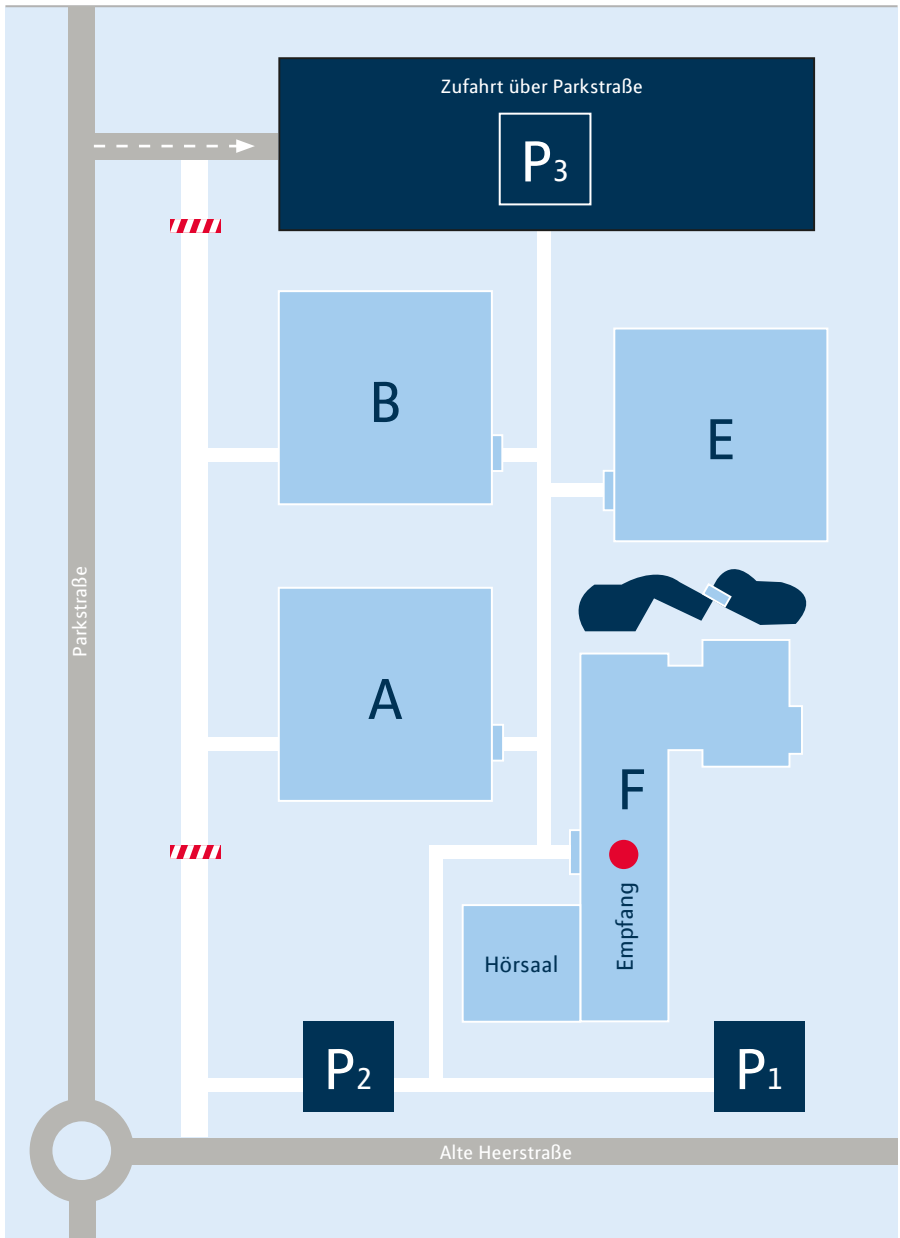 Zufahrt über Parkstraße
P3
B
E
Parkstraße
A
F
Empfang
Hörsaal
P2
P1
Alte Heerstraße